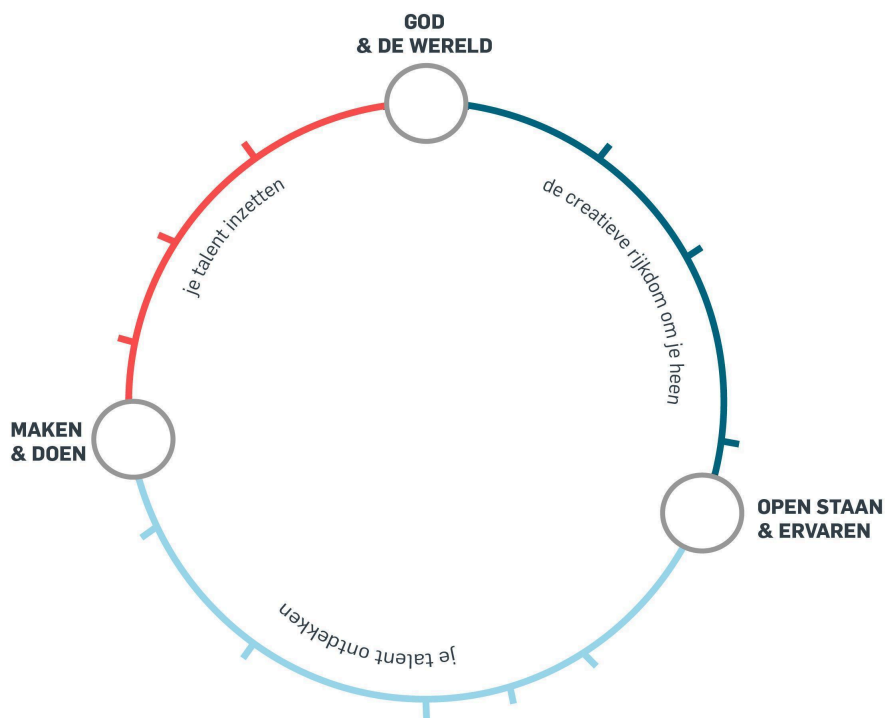 GOD
& DE WERELD
je talent inzetten
de creatieve rijkdom om je heen
MAKEN
& DOEN
OPEN STAAN
& ERVAREN
je talent ontdekken